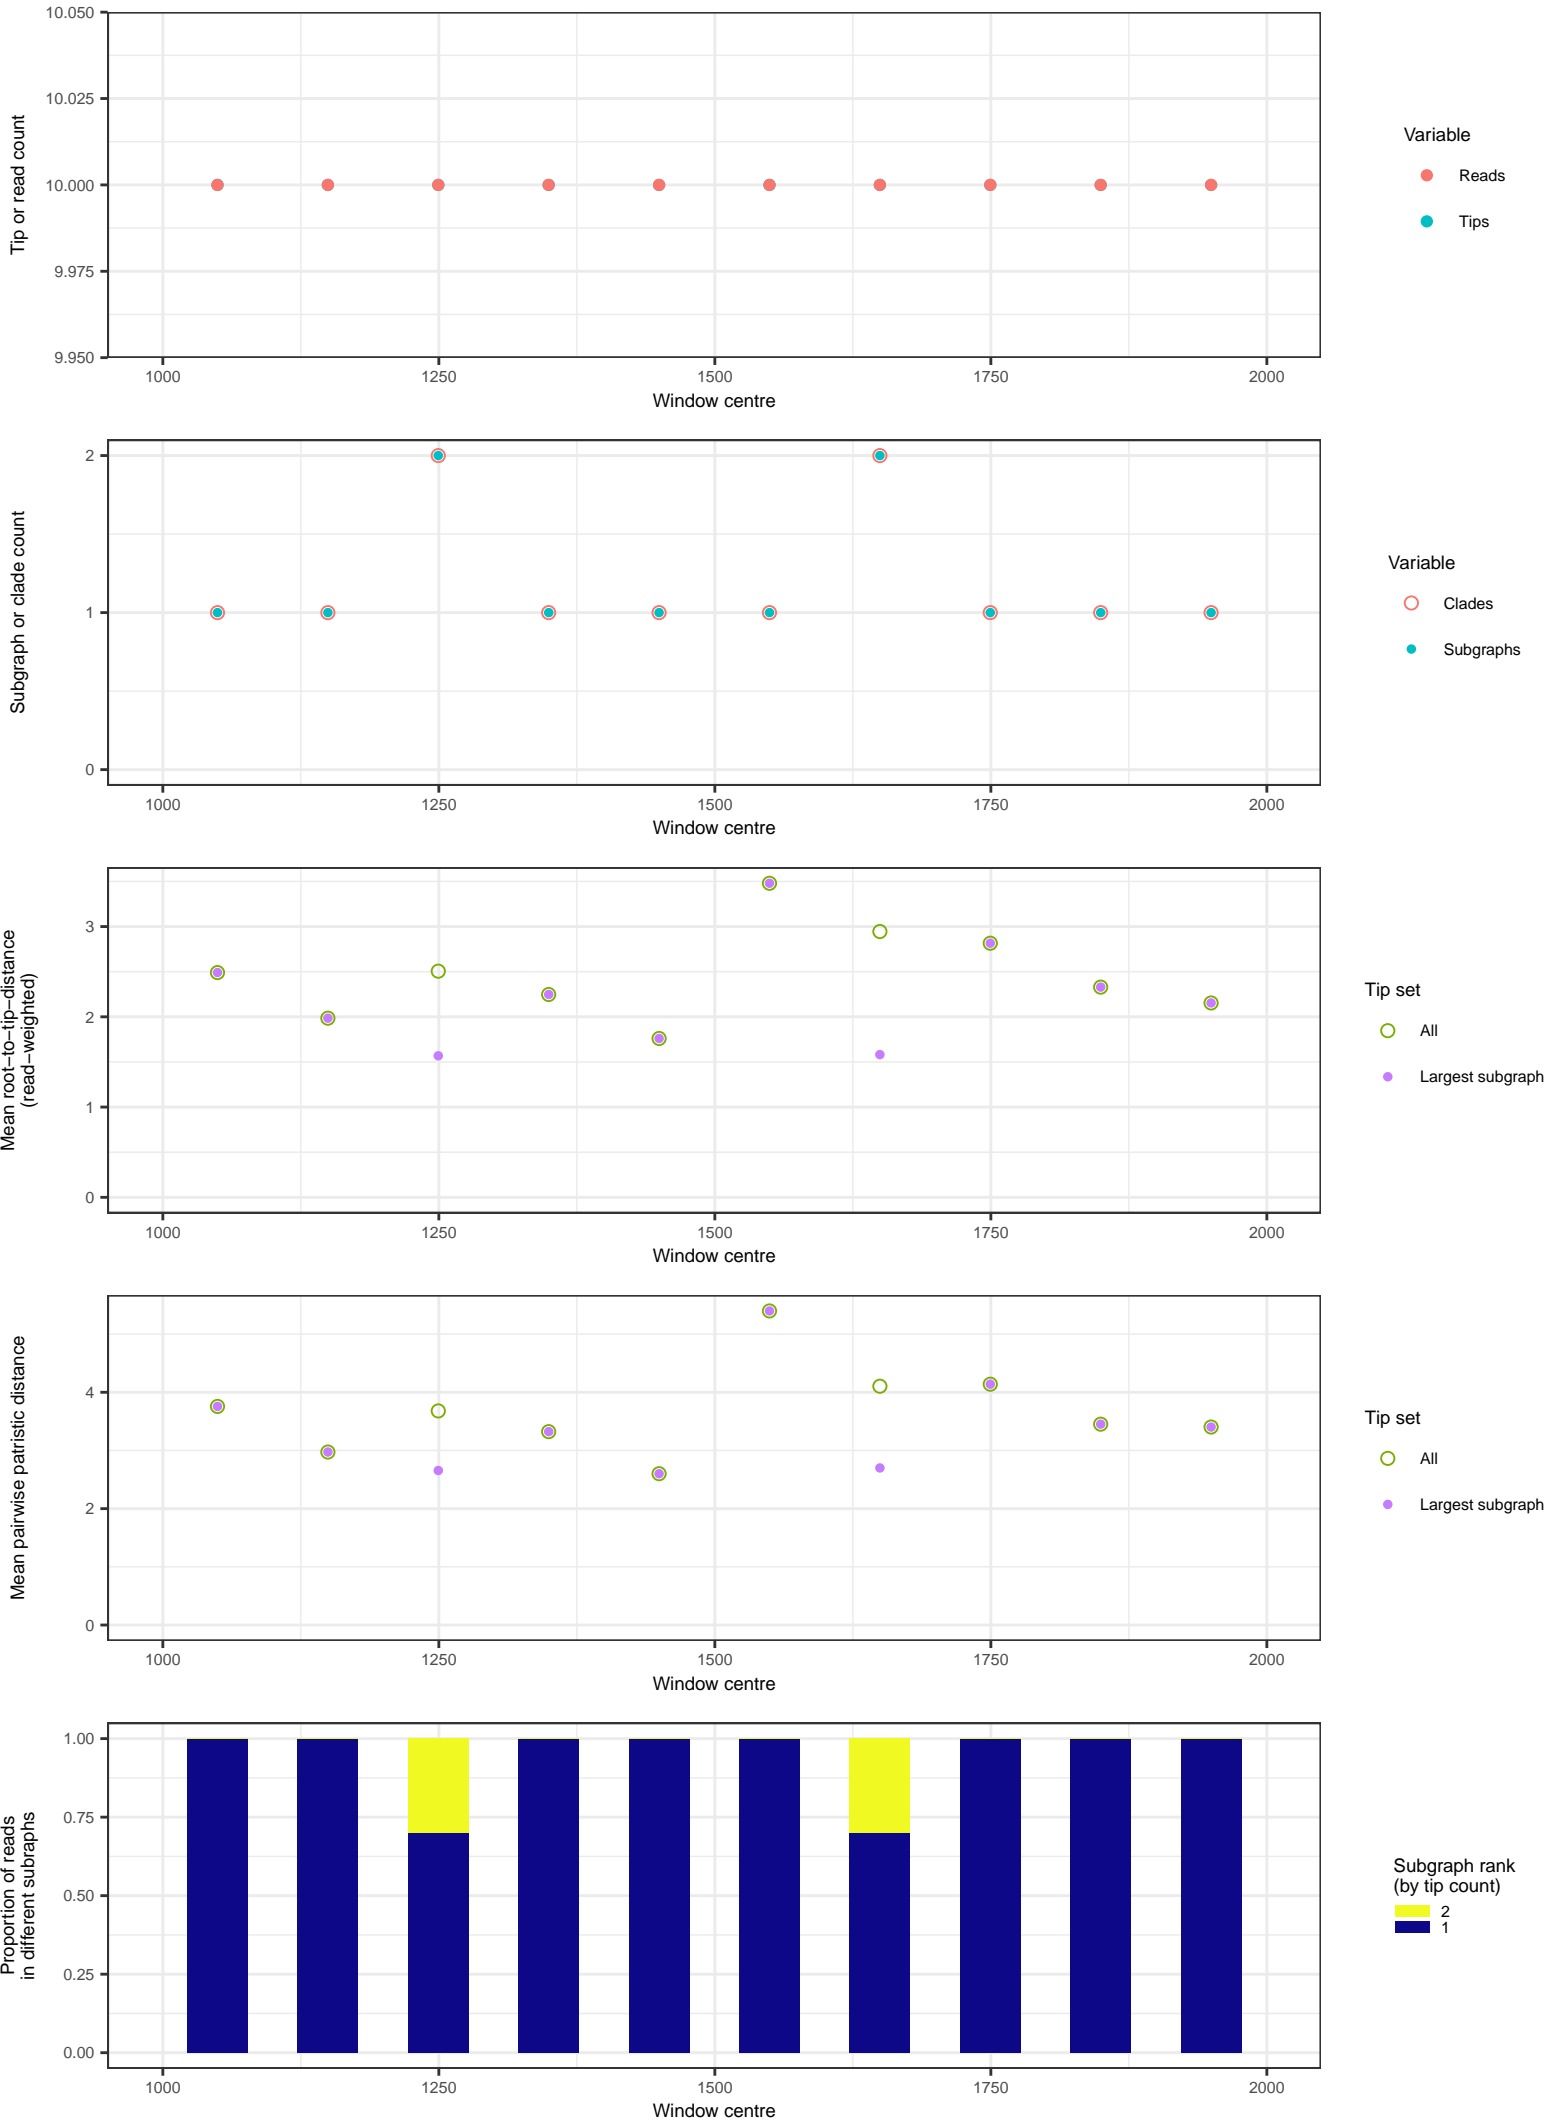 10.050
10.025
10.000
9.975
9.950
Tip or read count
1000 1250 1500 1750 2000
Window centre
Variable
Reads
Tips
2
1
0
Subgraph or clade count
1000 1250 1500 1750 2000
Window centre
Variable
Clades
Subgraphs
3
2
1
0
Mean root−to−tip−distance
(read−weighted)
1000 1250 1500 1750 2000
Window centre
Tip set
All
Largest subgraph
4
2
0
Mean pairwise patristic distance
1000 1250 1500 1750 2000
Window centre
Tip set
All
Largest subgraph
1.00
0.75
0.50
0.25
0.00
Proportion of reads
in different subraphs
1000 1250 1500 1750 2000
Window centre
Subgraph rank
(by tip count)
2
1